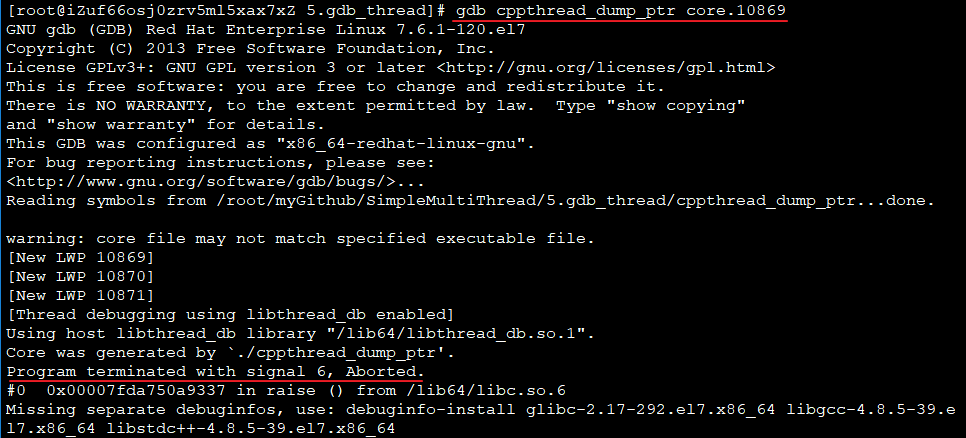 [root@iZuf66osj0zrv5ml5xax7xZ 5.gdb_thread]# gdb cppthread_dump_ptr core.10869
GNU gdb (GDB) Red Hat Enterprise Linux 7.6.1-120.el7
Copyright (C) 2013 Free Software Foundation, Inc.
License GPLv3+: GNU GPL version 3 or later <http://gnu.org/licenses/gpl.html>
This is free software: you are free to change and redistribute it.
There is NO WARRANTY, to the extent permitted by law.  Type "show copying"
and "show warranty" for details.
This GDB was configured as "x86_64-redhat-linux-gnu".
For bug reporting instructions, please see:
<http://www.gnu.org/software/gdb/bugs/>...
Reading symbols from /root/myGithub/SimpleMultiThread/5.gdb_thread/cppthread_dump_ptr...done.
warning: core file may not match specified executable file.
[New LWP 10869]
[New LWP 10870]
[New LWP 10871]
[Thread debugging using libthread_db enabled]
Using host libthread_db library "/lib64/libthread_db.so.1".
Core was generated by `./cppthread_dump_ptr'.
Program terminated with signal 6, Aborted.
#0  0x00007fda750a9337 in raise () from /lib64/libc.so.6
Missing separate debuginfos, use: debuginfo-install glibc-2.17-292.el7.x86_64 libgcc-4.8.5-39.e
l7.x86_64 libstdc++-4.8.5-39.el7.x86_64